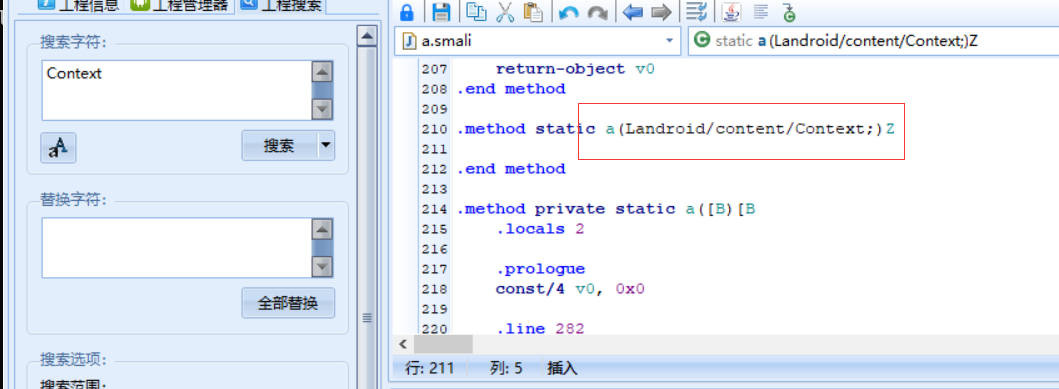 工程信息 工程管理器 工程搜索
搜索字符:
Context
搜索
替换字符:
全部替换
搜索选项:
搜索范围:
a.smali
static a(Landroid/content/Context;)Z
207 return-object v0
208 .end method
209
210 .method static a(Landroid/content/Context;)Z
211
212 .end method
213
214 .method private static a([B)[B
215 .locals 2
216
217 .prologue
218 const/4 v0, 0x0
219
220 .line 282
行: 211 列: 5 插入